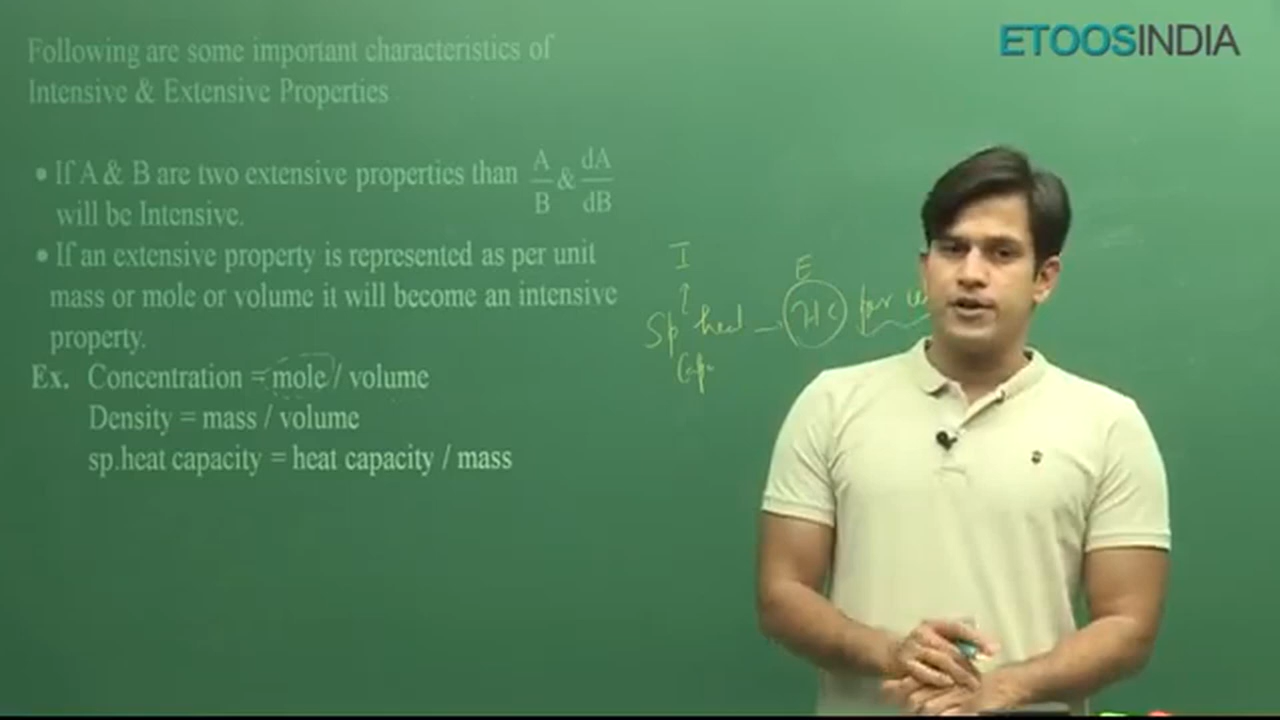 ETOOSINDIA
Following are some important characteristics of
Intensive & Extensive Properties
• If A & B are two extensive properties than A/B & dA/dB
will be Intensive.
• If an extensive property is represented as per unit
mass or mole or volume it will become an intensive
property.
Ex. Concentration = mole / volume
Density = mass / volume
sp.heat capacity = heat capacity / mass
I
E
Sp heat HC per